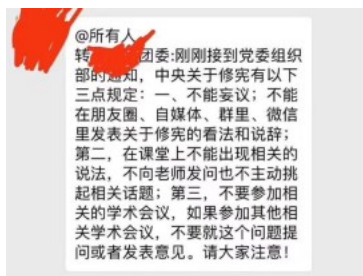 @所有人
转 团委:刚刚接到党委组织
部的通知，中央关于修宪有以下
三点规定：一、不能妄议；不能
在朋友圈、自媒体、群里、微信
里发表关于修宪的看法和说辞；
第二，在课堂上不能出现相关的
说法，不向老师发问也不主动挑
起相关话题；第三，不要参加相
关的学术会议，如果参加其他相
关学术会议，不要就这个问题提
问或者发表意见。请大家注意！